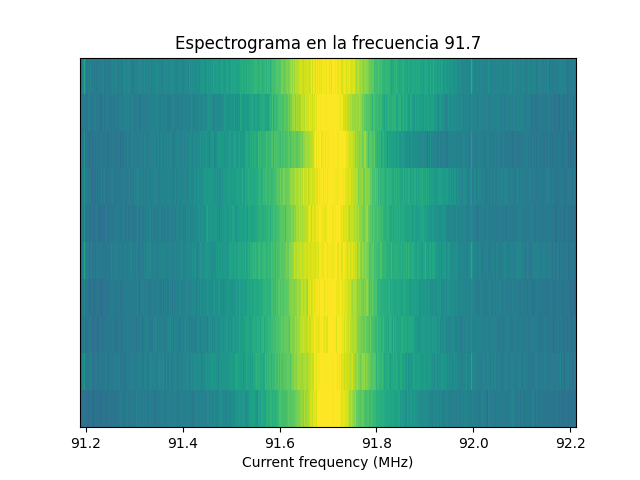 Espectrograma en la frecuencia 91.7
91.2 91.4 91.6 91.8 92.0 92.2
Current frequency (MHz)